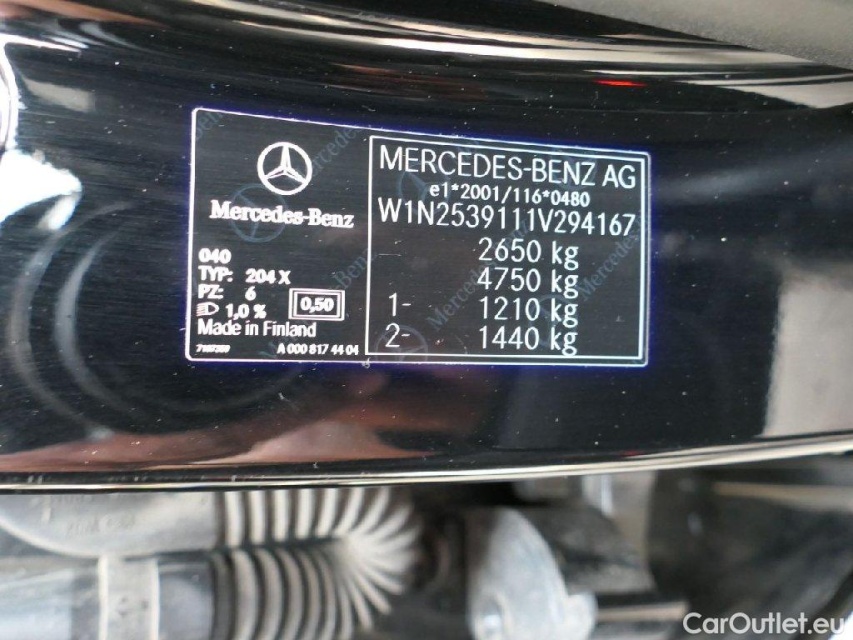 Mercedes-Benz
040
TYP: 204 X
PZ: 6
1,0 %
0,50
Made in Finland
A 000 817 44 04
MERCEDES-BENZ AG
e1*2001/116*0480
W1N2539111V294167
2650 kg
4750 kg
1- 1210 kg
2- 1440 kg
CarOutlet.eu